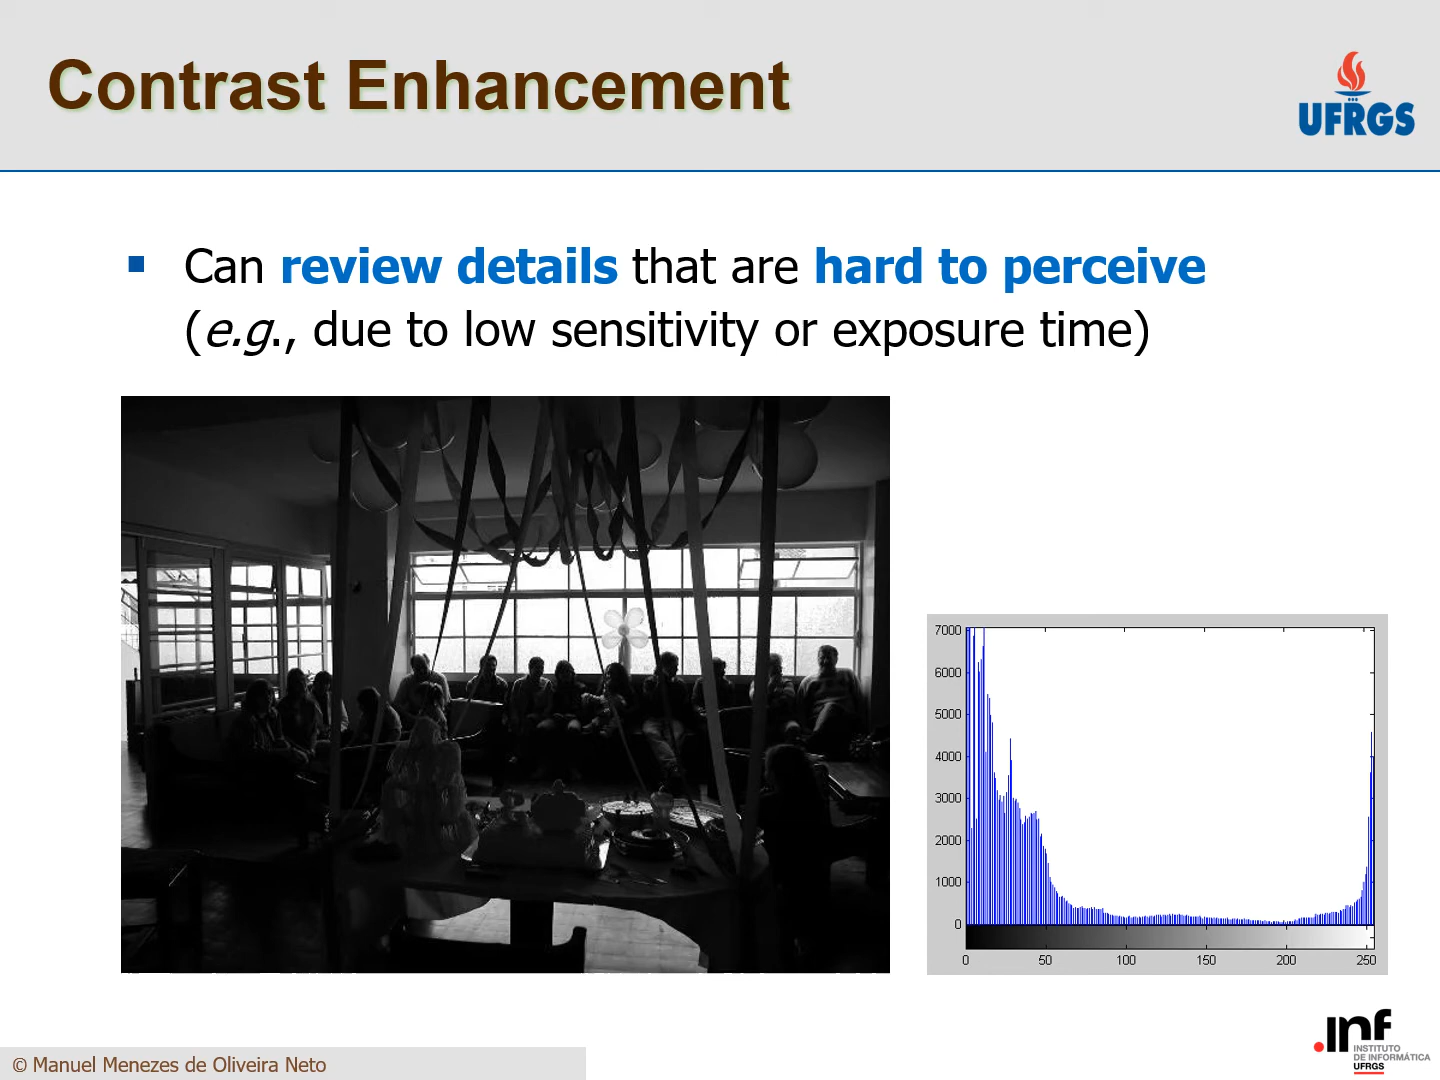 Contrast Enhancement
UFRGS
Can review details that are hard to perceive
(e.g., due to low sensitivity or exposure time)
7000
6000
5000
4000
3000
2000
1000
0
0 50 100 150 200 250
.inf
INSTITUTO
DE INFORMÁTICA
UFRGS
© Manuel Menezes de Oliveira Neto